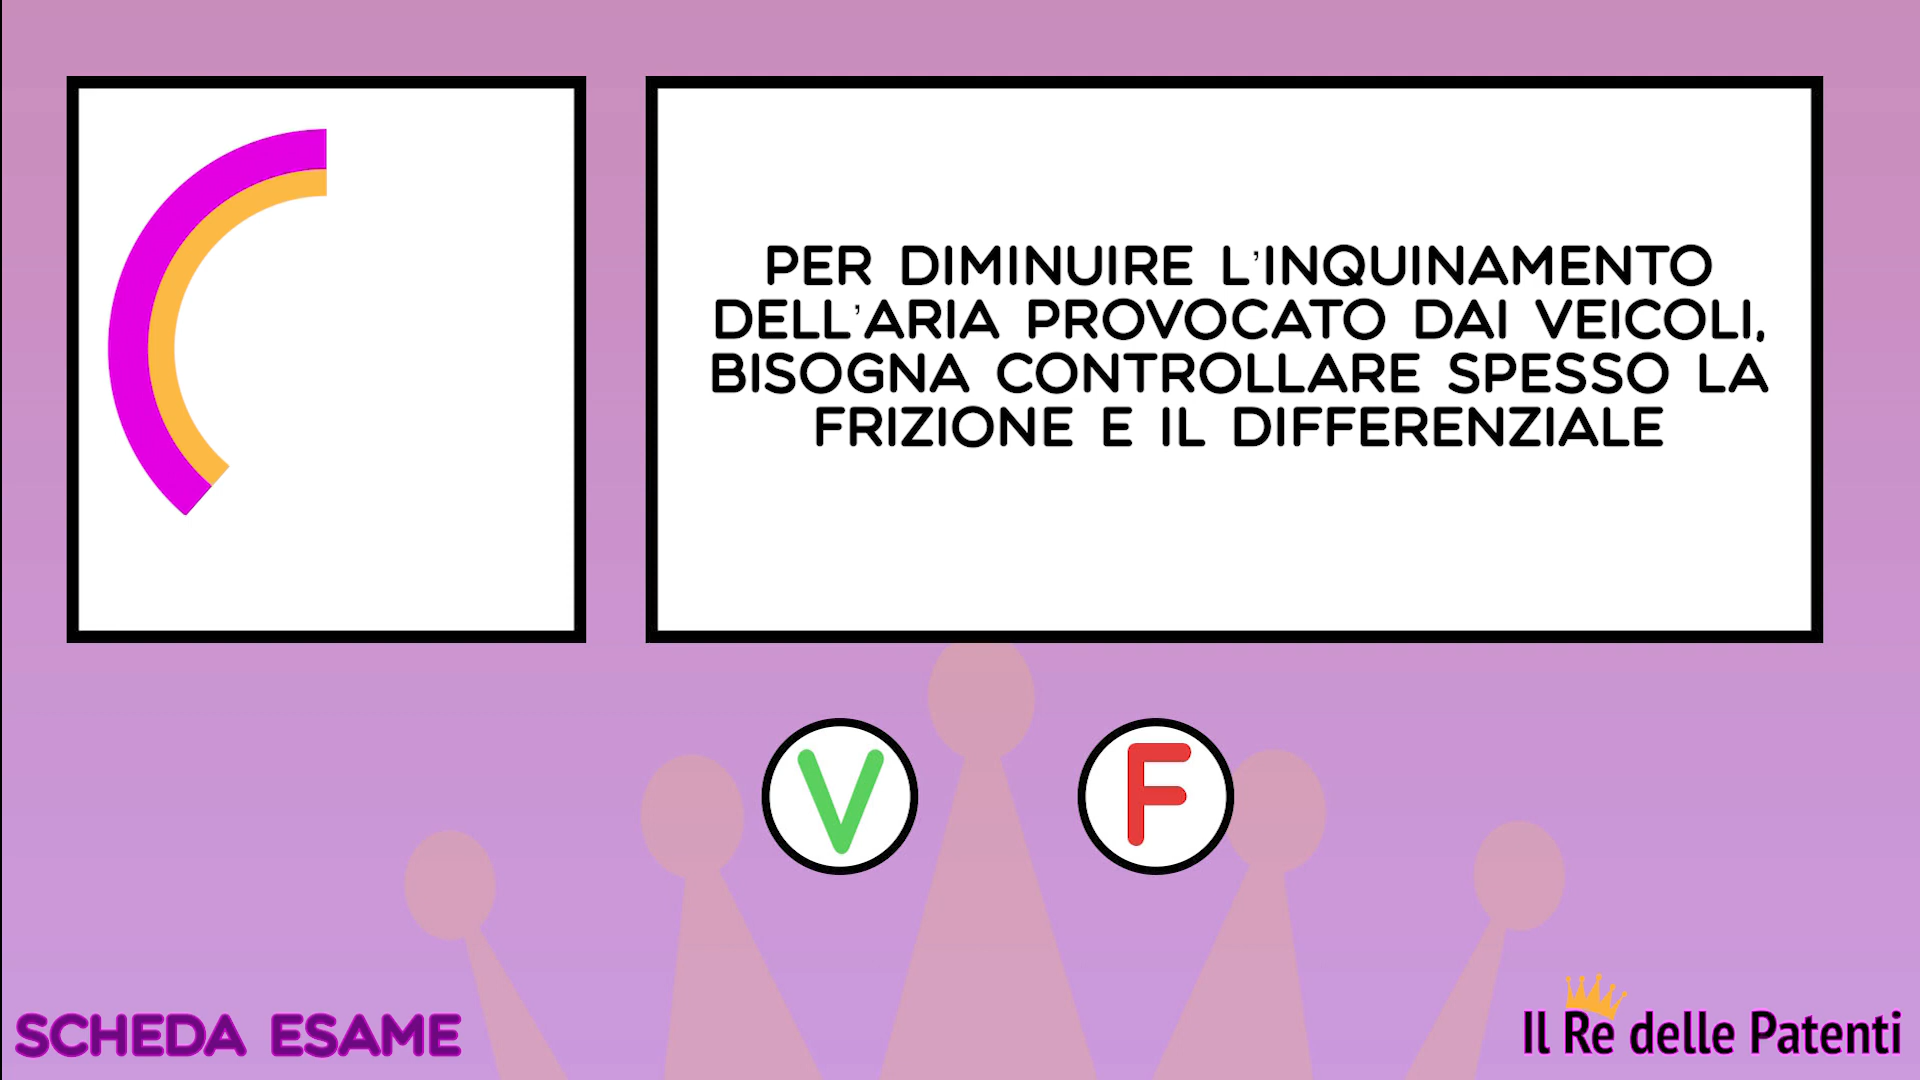 PER DIMINUIRE L'INQUINAMENTO
DELL'ARIA PROVOCATO DAI VEICOLI,
BISOGNA CONTROLLARE SPESSO LA
FRIZIONE E IL DIFFERENZIALE
V F
SCHEDA ESAME
Il Re delle Patenti